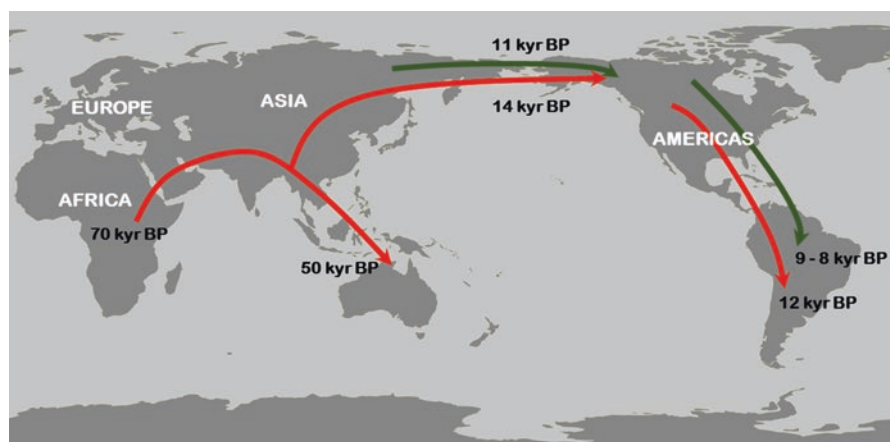 11 kyr BP
EUROPE
ASIA
14 kyr BP
AMERICAS
AFRICA
70 kyr BP
50 kyr BP
9 - 8 kyr BP
12 kyr BP